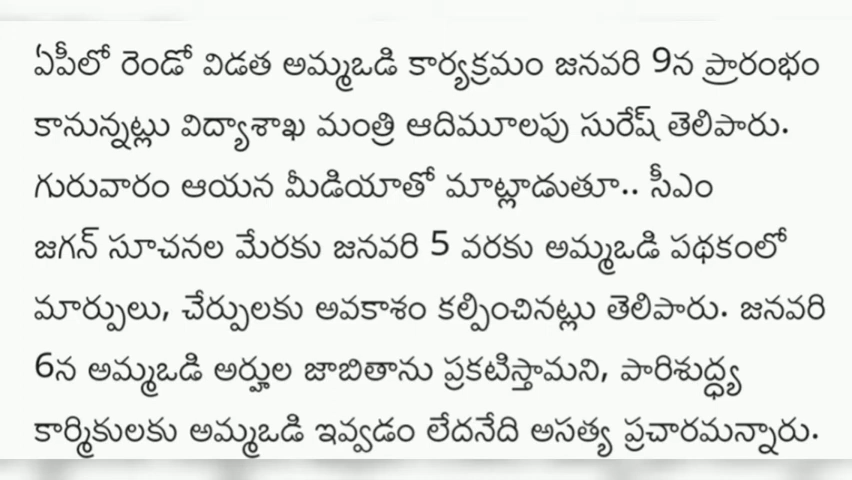 ఏపీలో రెండో విడత అమ్మఒడి కార్యక్రమం జనవరి 9న ప్రారంభం
కానున్నట్లు విద్యాశాఖ మంత్రి ఆదిమూలపు సురేష్ తెలిపారు.
గురువారం ఆయన మీడియాతో మాట్లాడుతూ.. సీఎం
జగన్ సూచనల మేరకు జనవరి 5 వరకు అమ్మఒడి పథకంలో
మార్పులు, చేర్పులకు అవకాశం కల్పించినట్లు తెలిపారు. జనవరి
6న అమ్మఒడి అర్హుల జాబితాను ప్రకటిస్తామని, పారిశుద్ధ్య
కార్మికులకు అమ్మఒడి ఇవ్వడం లేదనేది అసత్య ప్రచారమన్నారు.